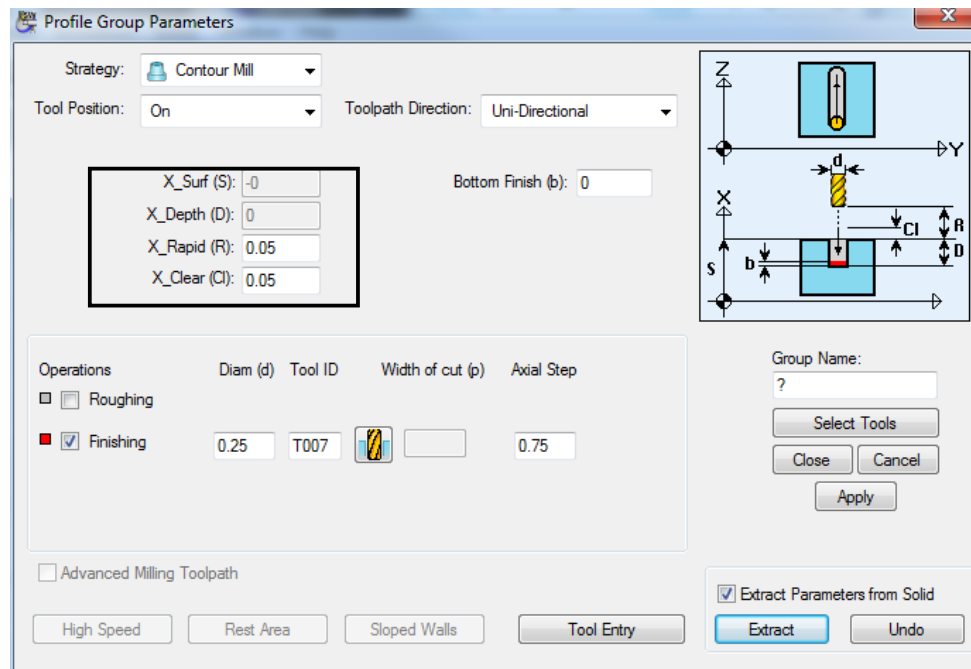 Profile Group Parameters
x
Strategy: Contour Mill
Tool Position: On Toolpath Direction: Uni-Directional
X_Surf (S): -0 Bottom Finish (b): 0
X_Depth (D): 0
X_Rapid (R): 0.05
X_Clear (Cl): 0.05
Z
Y
d
X
Cl
R
D
S
b
Operations Diam (d) Tool ID Width of cut (p) Axial Step
Roughing
Finishing 0.25 T007 0.75
Group Name:
?
Select Tools
Close Cancel
Apply
Advanced Milling Toolpath
Extract Parameters from Solid
High Speed Rest Area Sloped Walls Tool Entry Extract Undo